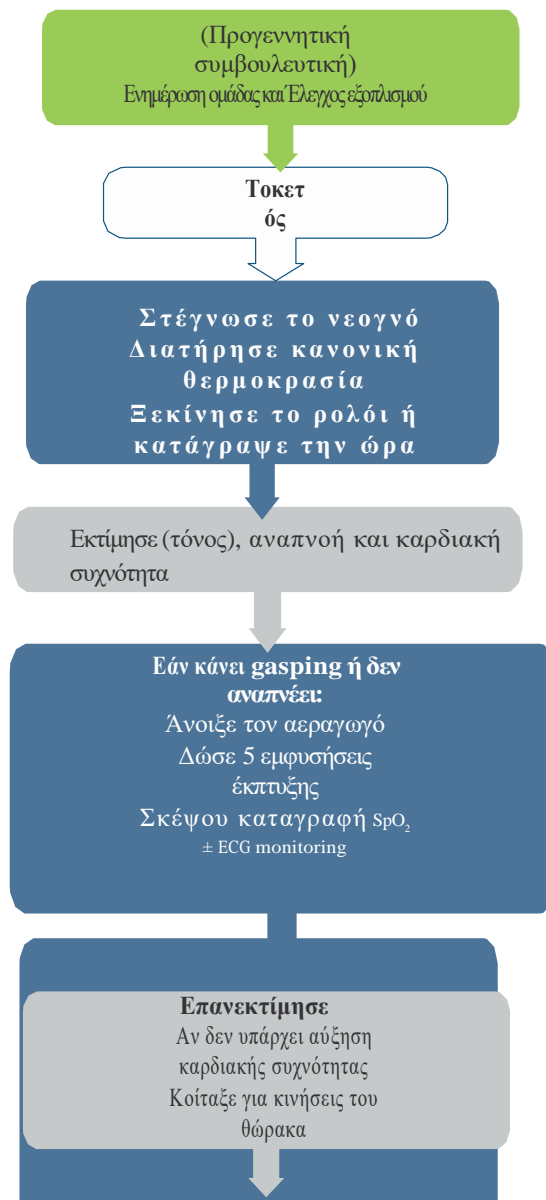 (Προγεννητική
συμβουλευτική)
Ενημέρωση ομάδας και Έλεγχος εξοπλισμού
Τοκετ
ός
Στέγνωσε το νεογνό
Διατήρησε κανονική
θερμοκρασία
Ξεκίνησε το ρολόι ή
κατάγραψε την ώρα
Εκτίμησε (τόνος), αναπνοή και καρδιακή
συχνότητα
Εάν κάνει gasping ή δεν
αναπνέει:
Άνοιξε τον αεραγωγό
Δώσε 5 εμφυσήσεις
έκπτυξης
Σκέψου καταγραφή SpO₂
± ECG monitoring
Επανεκτίμησε
Αν δεν υπάρχει αύξηση
καρδιακής συχνότητας
Κοίταξε για κινήσεις του
θώρακα